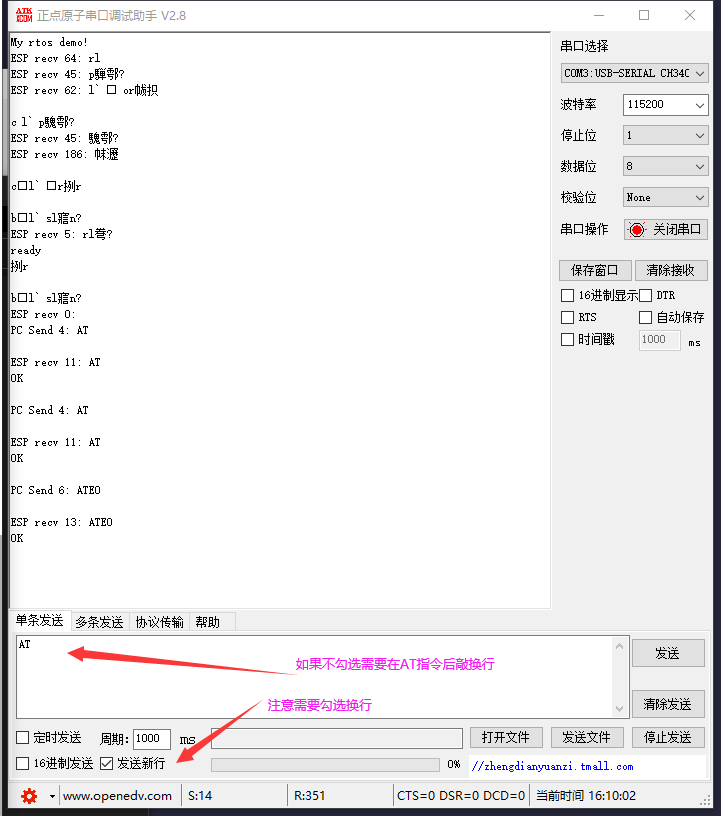 ATK
COM 正点原子串口调试助手 V2.8
My rtos demo!
ESP recv 64: rl
ESP recv 45: p騨鄂?
ESP recv 62: l` or帗抧
c l` p騩鄂?
ESP recv 45: 騩鄂?
ESP recv 186:
c l` r挒r
b l` sl寣n?
ESP recv 5: rl誉?
ready
挒r
b l` sl寣n?
ESP recv 0:
PC Send 4: AT
ESP recv 11: AT
OK
PC Send 4: AT
ESP recv 11: AT
OK
PC Send 6: ATE0
ESP recv 13: ATE0
OK
串口选择
COM3:USB-SERIAL CH340
波特率 115200
停止位 1
数据位 8
校验位 None
串口操作 关闭串口
保存窗口 清除接收
16进制显示 DTR
RTS 自动保存
时间戳 1000 ms
单条发送 多条发送 协议传输 帮助
AT
如果不勾选需要在AT指令后敲换行
注意需要勾选换行
发送
清除发送
定时发送 周期: 1000 ms 打开文件 发送文件 停止发送
16进制发送 发送新行 0% //zhengdianyuanzi.tmall.com
www.openedv.com S:14 R:351 CTS=0 DSR=0 DCD=0 当前时间 16:10:02